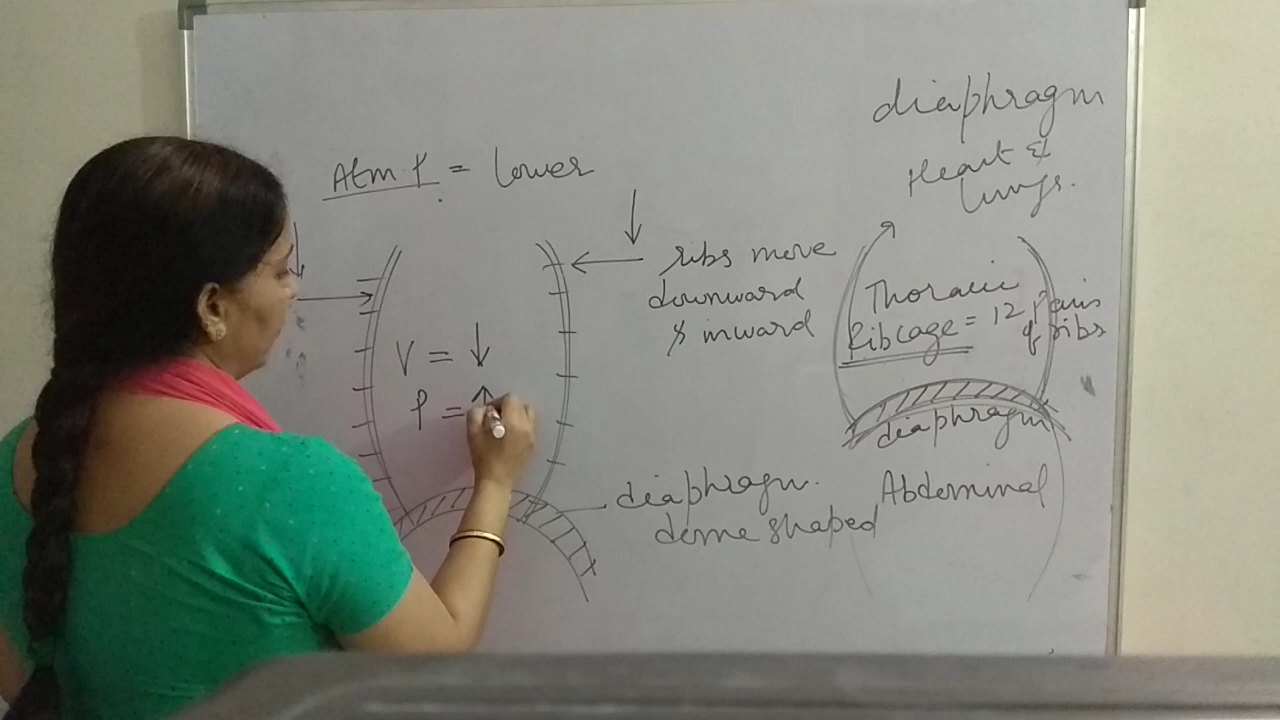 Atm P = lower
ribs move
downward
& inward
V = ↓
P = ↑
diaphragm.
dome shaped
diaphragm
Heart &
lungs.
Thoracic
Ribcage = 12 Pairs
of ribs
diaphragm
Abdominal